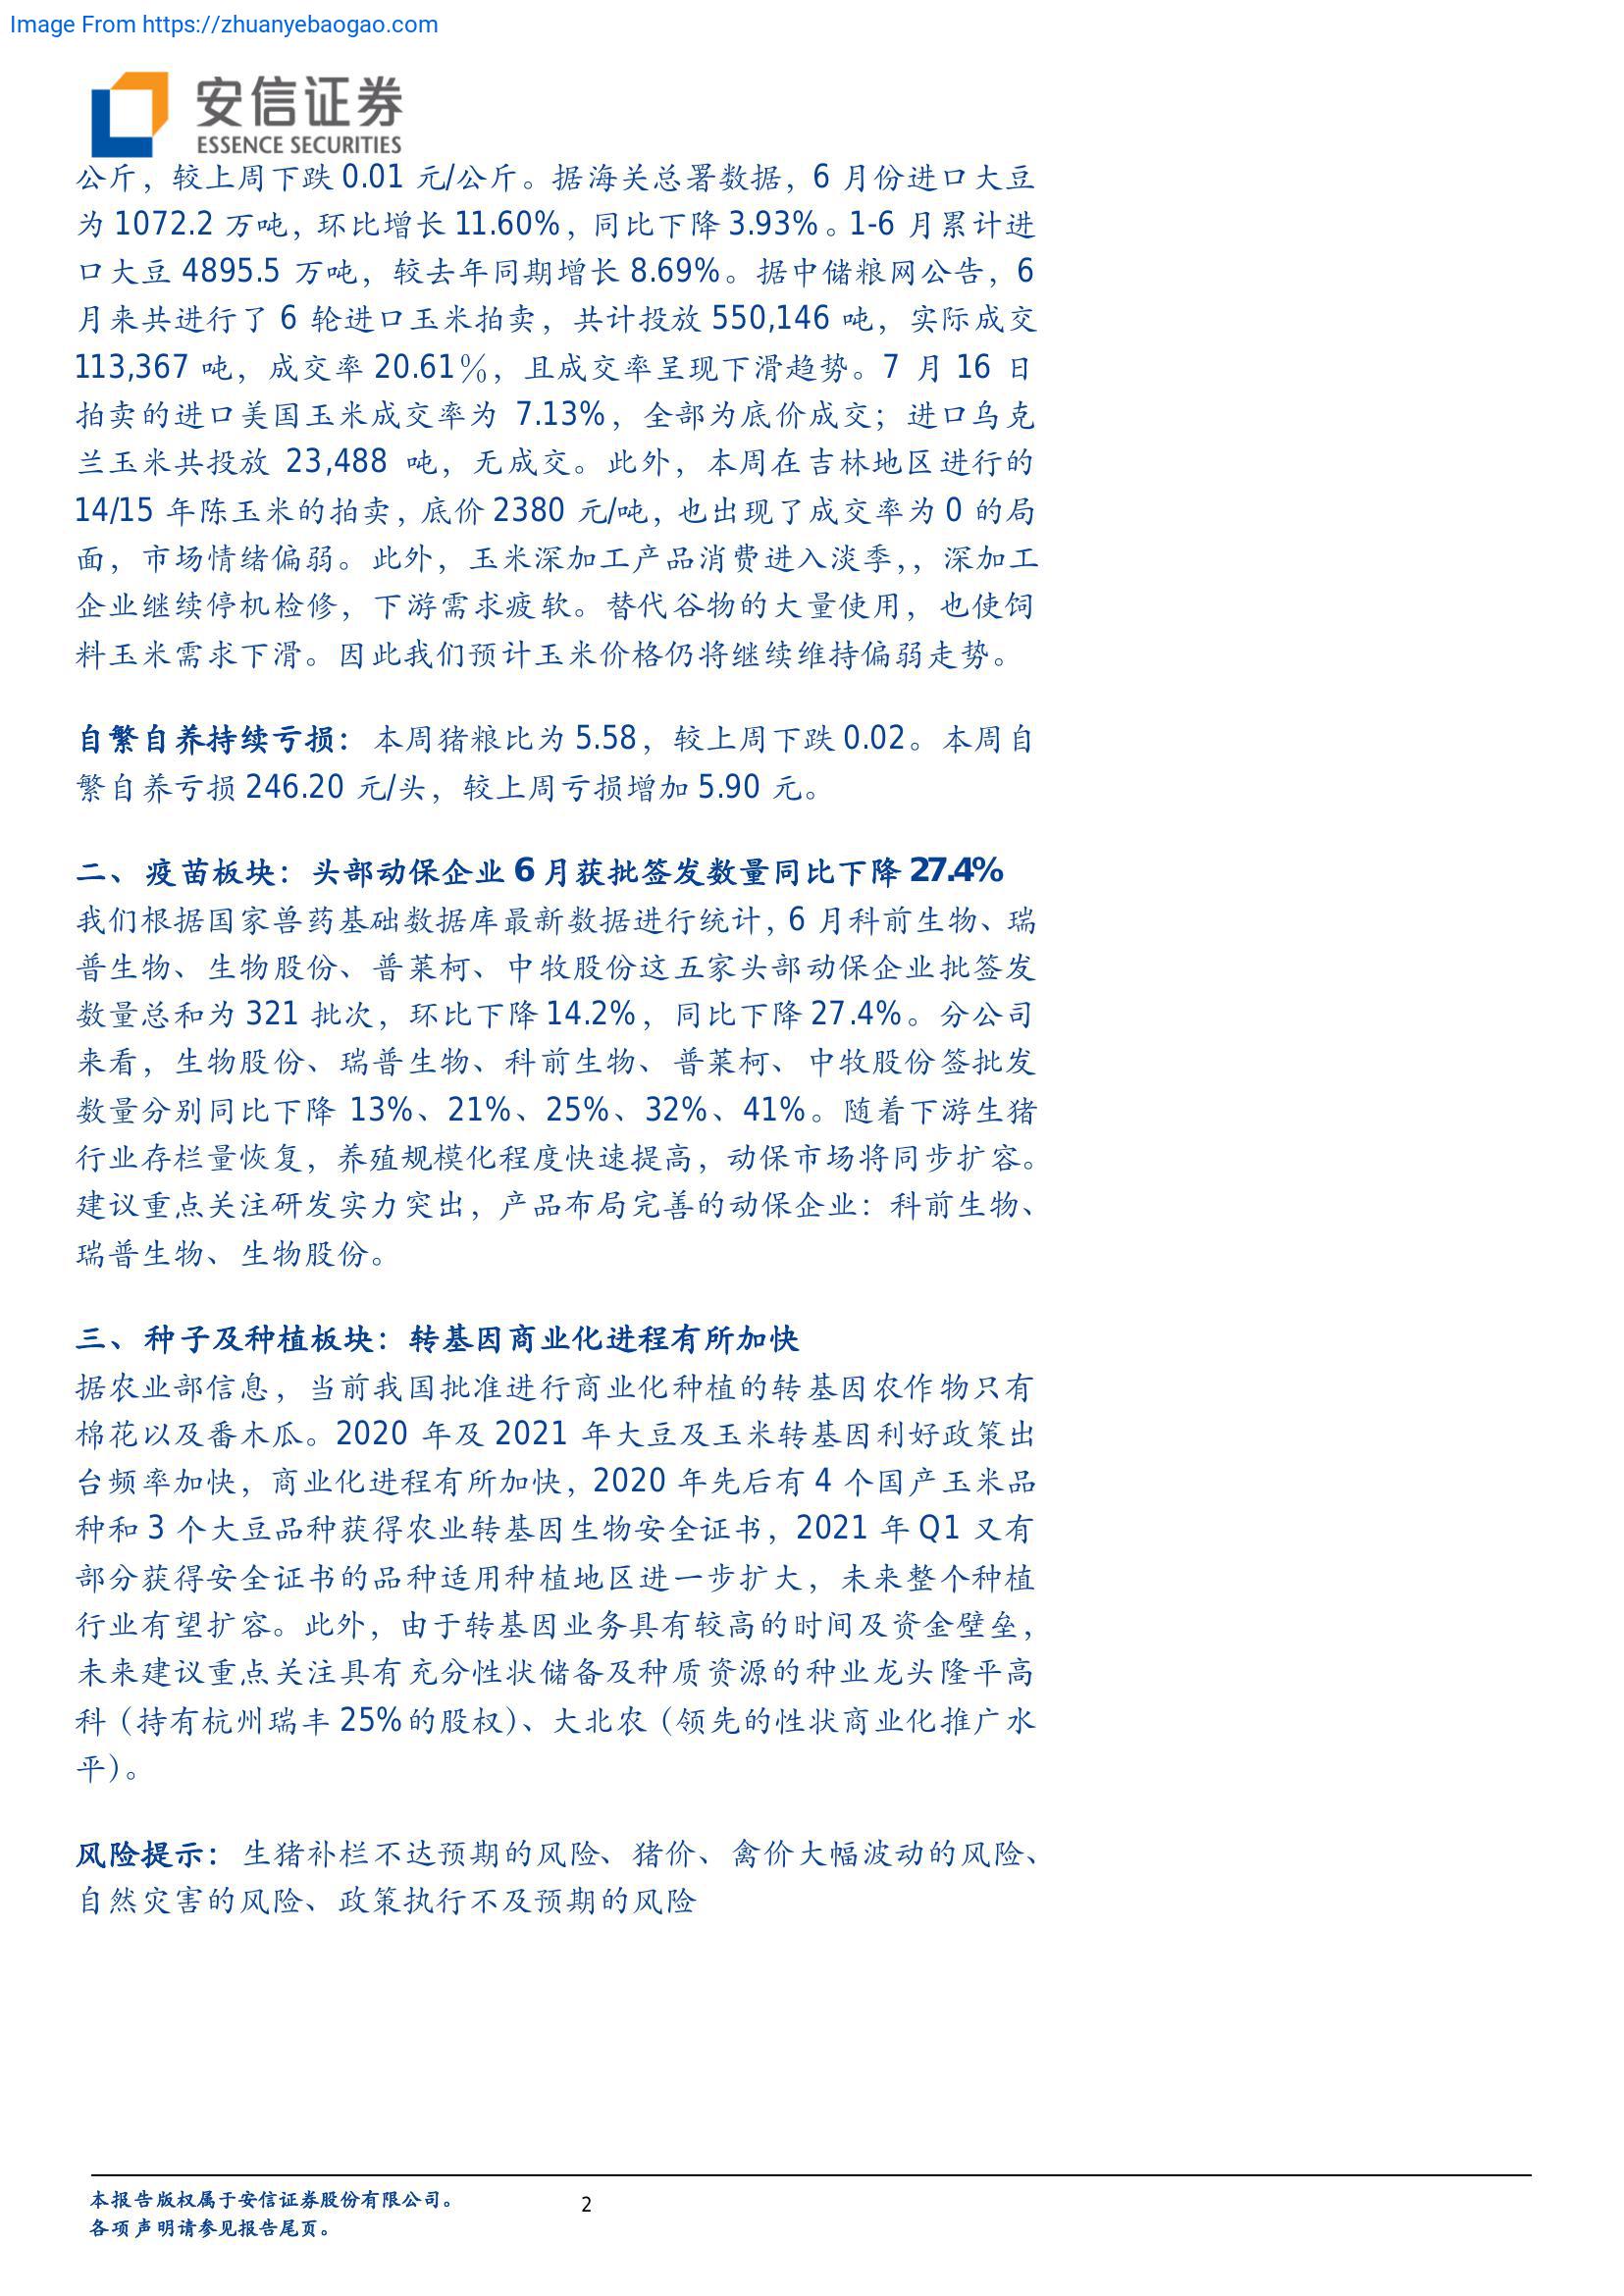 Image From https://zhuanyebaogao.com
安信证券
ESSENCE SECURITIES
公斤，较上周下跌 0.01 元/公斤。据海关总署数据，6 月份进口大豆
为 1072.2 万吨，环比增长 11.60%，同比下降 3.93%。1-6 月累计进
口大豆 4895.5 万吨，较去年同期增长 8.69%。据中储粮网公告，6
月来共进行了 6 轮进口玉米拍卖，共计投放 550,146 吨，实际成交
113,367 吨，成交率 20.61％，且成交率呈现下滑趋势。7 月 16 日
拍卖的进口美国玉米成交率为 7.13%，全部为底价成交；进口乌克
兰玉米共投放 23,488 吨，无成交。此外，本周在吉林地区进行的
14/15 年陈玉米的拍卖，底价 2380 元/吨，也出现了成交率为 0 的局
面，市场情绪偏弱。此外，玉米深加工产品消费进入淡季,，深加工
企业继续停机检修，下游需求疲软。替代谷物的大量使用，也使饲
料玉米需求下滑。因此我们预计玉米价格仍将继续维持偏弱走势。
自繁自养持续亏损：本周猪粮比为 5.58，较上周下跌 0.02。本周自
繁自养亏损 246.20 元/头，较上周亏损增加 5.90 元。
二、疫苗板块：头部动保企业 6 月获批签发数量同比下降 27.4%
我们根据国家兽药基础数据库最新数据进行统计，6 月科前生物、瑞
普生物、生物股份、普莱柯、中牧股份这五家头部动保企业批签发
数量总和为 321 批次，环比下降 14.2%，同比下降 27.4%。分公司
来看，生物股份、瑞普生物、科前生物、普莱柯、中牧股份签批发
数量分别同比下降 13%、21%、25%、32%、41%。随着下游生猪
行业存栏量恢复，养殖规模化程度快速提高，动保市场将同步扩容。
建议重点关注研发实力突出，产品布局完善的动保企业：科前生物、
瑞普生物、生物股份。
三、种子及种植板块：转基因商业化进程有所加快
据农业部信息，当前我国批准进行商业化种植的转基因农作物只有
棉花以及番木瓜。2020 年及 2021 年大豆及玉米转基因利好政策出
台频率加快，商业化进程有所加快，2020 年先后有 4 个国产玉米品
种和 3 个大豆品种获得农业转基因生物安全证书，2021 年 Q1 又有
部分获得安全证书的品种适用种植地区进一步扩大，未来整个种植
行业有望扩容。此外，由于转基因业务具有较高的时间及资金壁垒，
未来建议重点关注具有充分性状储备及种质资源的种业龙头隆平高
科（持有杭州瑞丰 25%的股权）、大北农（领先的性状商业化推广水
平）。
风险提示：生猪补栏不达预期的风险、猪价、禽价大幅波动的风险、
自然灾害的风险、政策执行不及预期的风险
本报告版权属于安信证券股份有限公司。
2
各项声明请参见报告尾页。